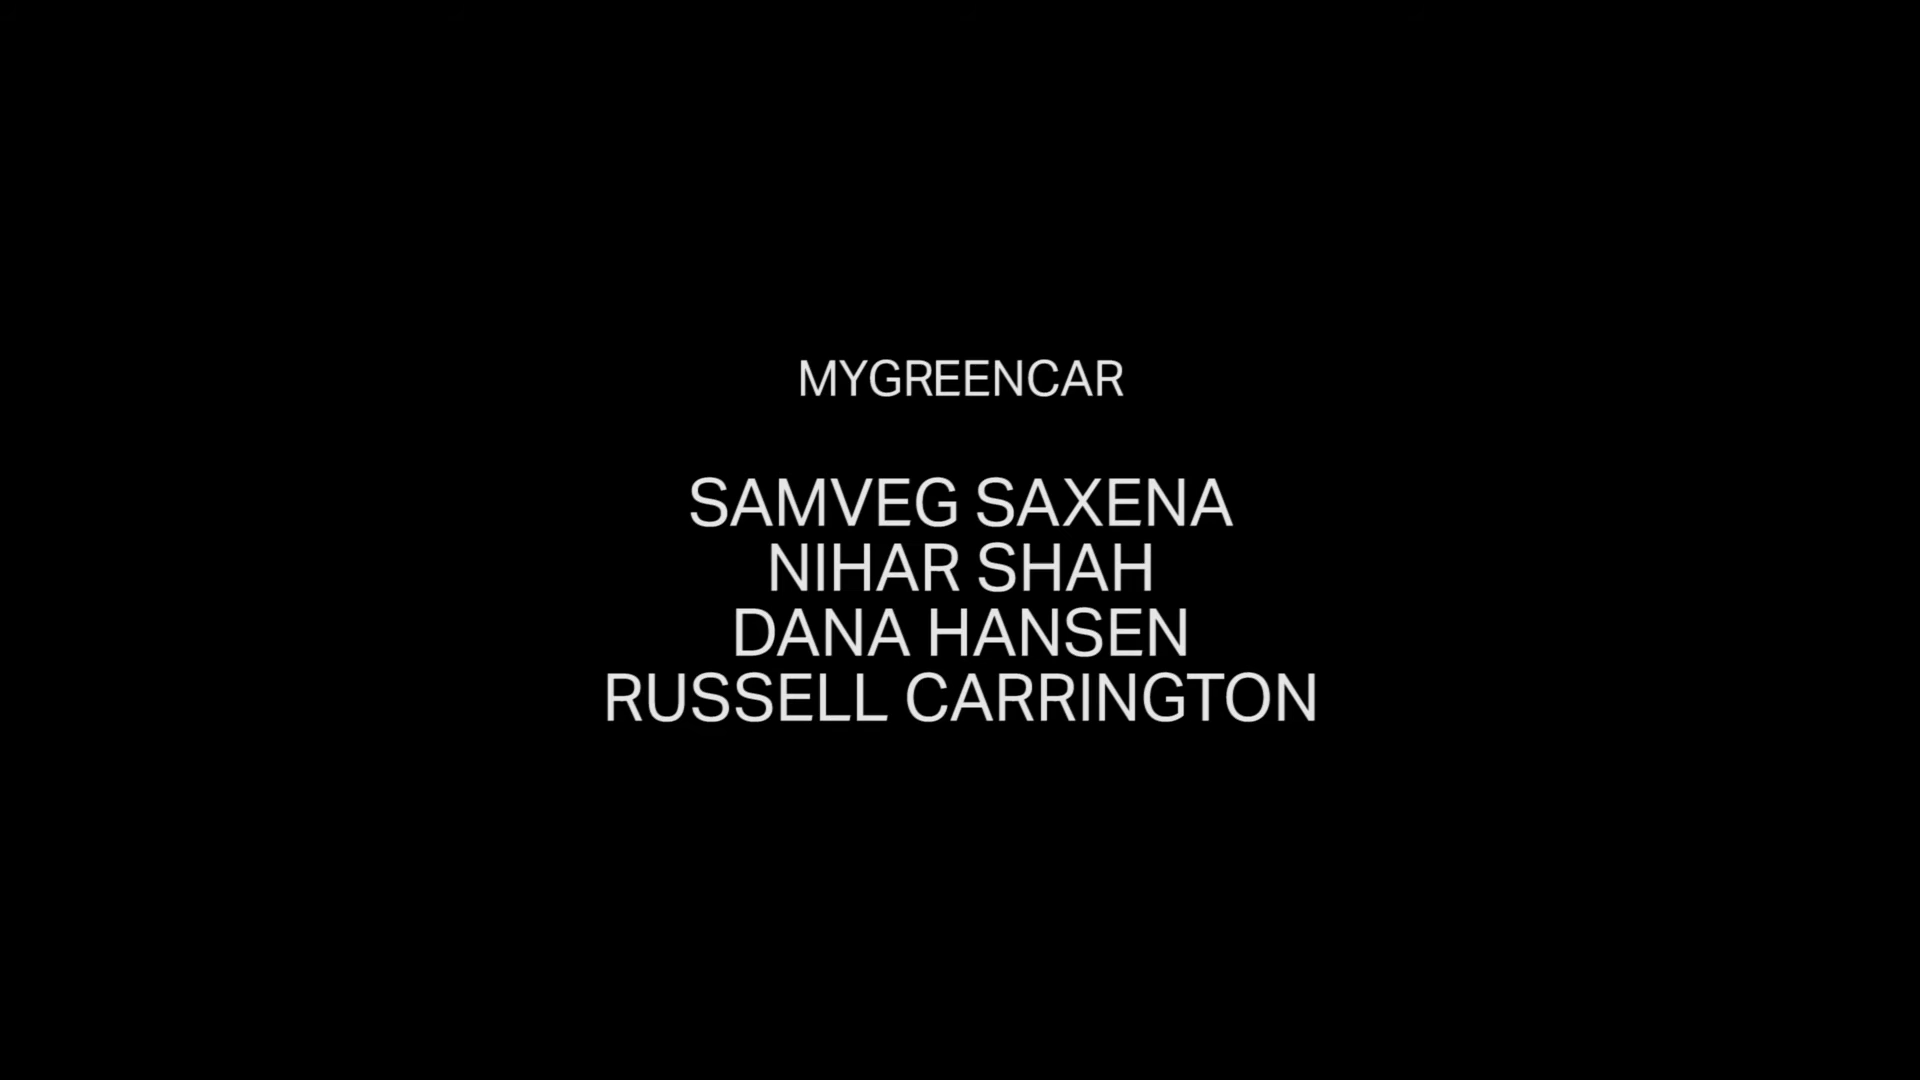 MYGREENCAR
SAMVEG SAXENA
NIHAR SHAH
DANA HANSEN
RUSSELL CARRINGTON